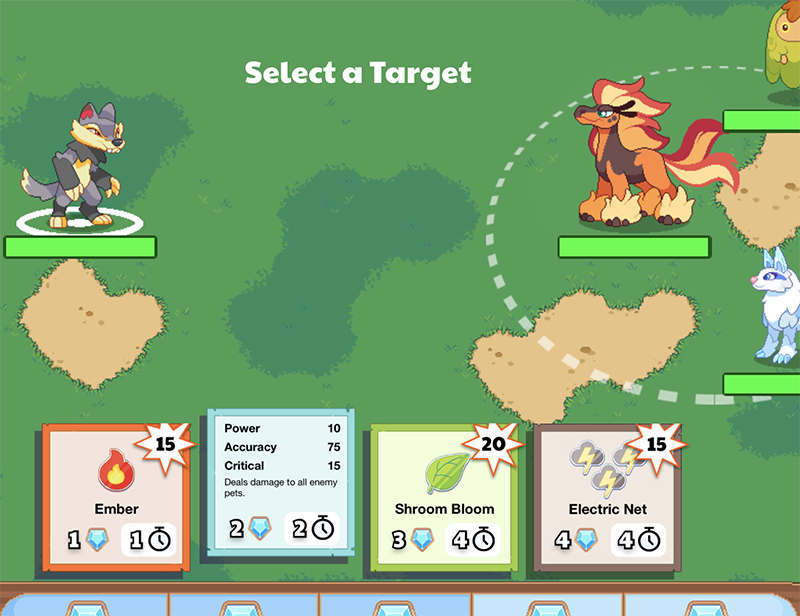 Select a Target
15
Ember
1 1
Power 10
Accuracy 75
Critical 15
Deals damage to all enemy
pets.
2 2
20
Shroom Bloom
3 4
15
Electric Net
4 4